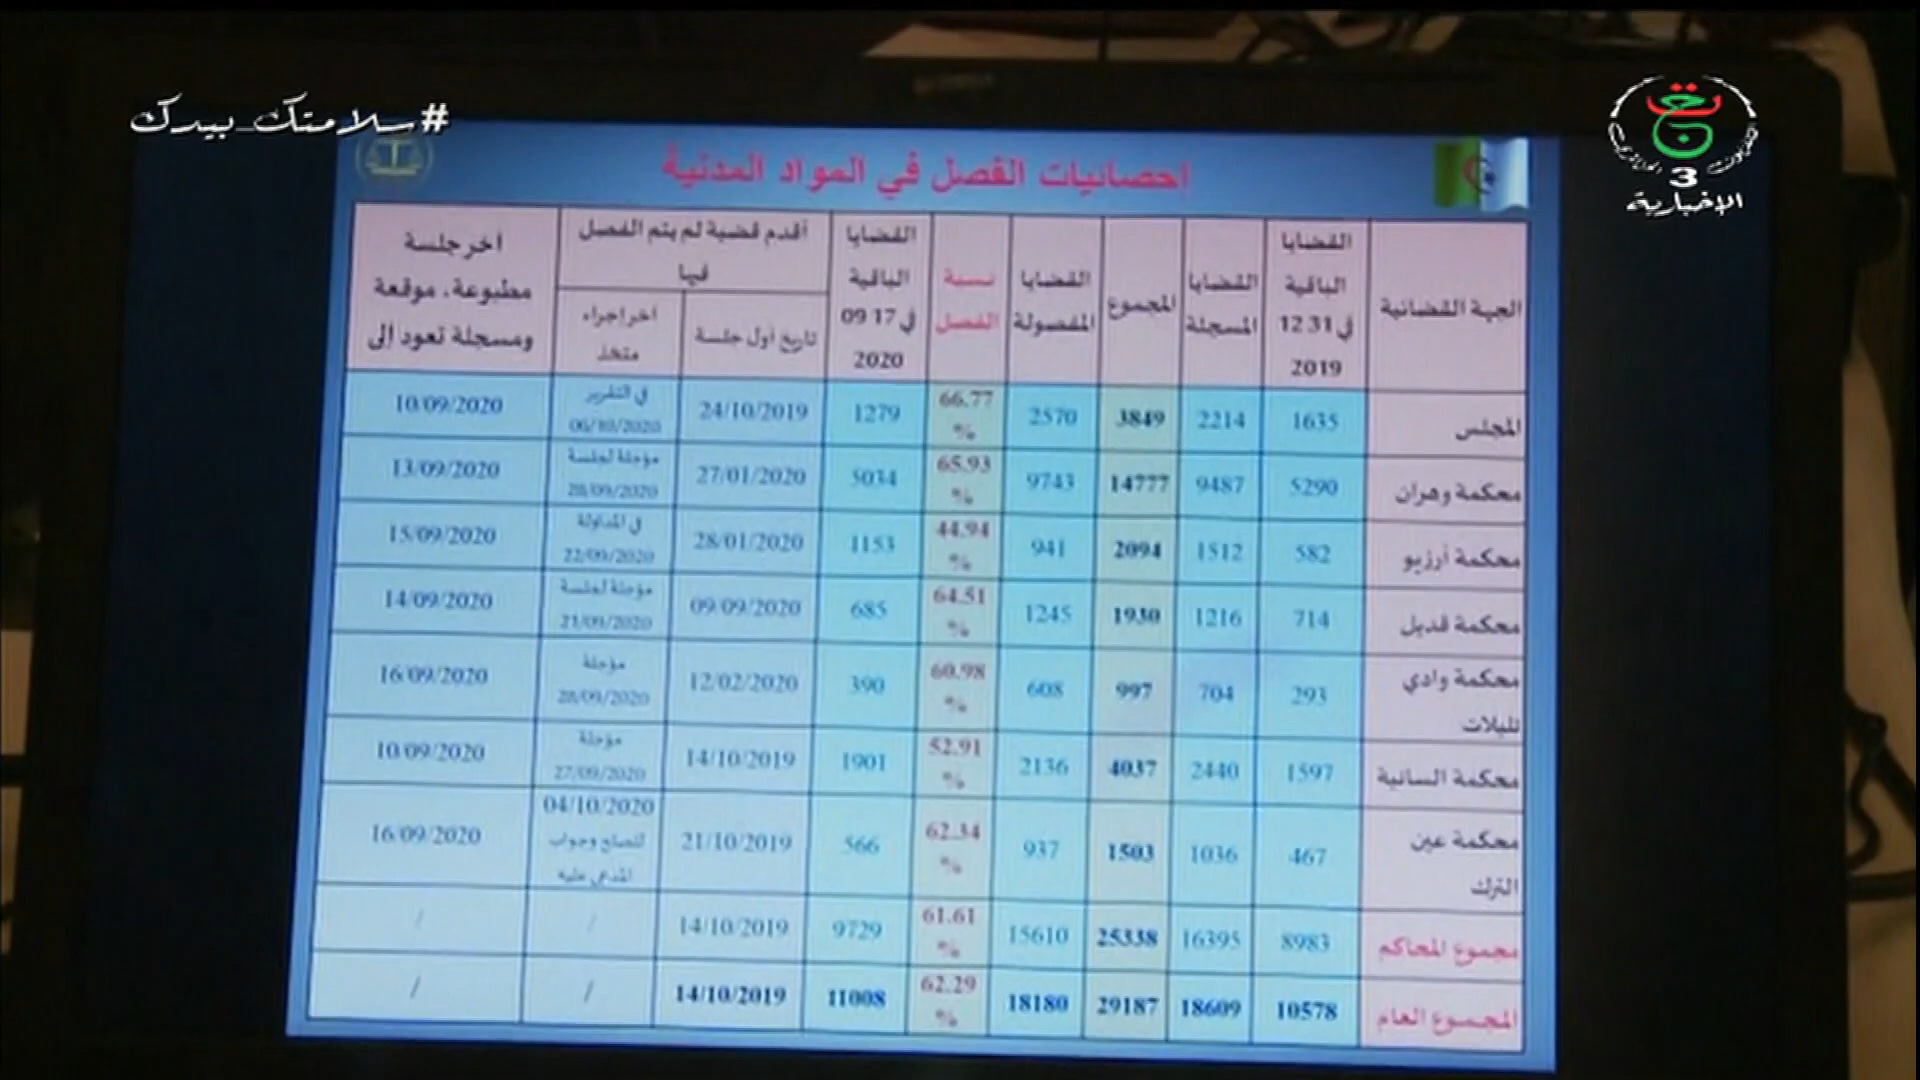 #سلامتك_بيدك
3
الإخبارية
إحصائيات الفصل في المواد المدنية
الجهة القضائية
القضايا الباقية في 31 12 2019
القضايا المسجلة
المجموع
القضايا المفصولة
نسبة الفصل
القضايا الباقية في 17 09 2020
أقدم قضية لم يتم الفصل فيها
تاريخ أول جلسة
آخر إجراء متخذ
آخر جلسة مطبوعة، موقعة ومسجلة تعود إلى
المجلس 1635 2214 3849 2570 66.77 % 1279 24/10/2019 في التقرير 06/10/2020 10/09/2020
محكمة وهران 5290 9487 14777 9743 65.93 % 5034 27/01/2020 مؤجلة لجلسة 28/09/2020 13/09/2020
محكمة أرزيو 582 1512 2094 941 44.94 % 1153 28/01/2020 في المداولة 22/09/2020 15/09/2020
محكمة قديل 714 1216 1930 1245 64.51 % 685 09/09/2020 مؤجلة لجلسة 21/09/2020 14/09/2020
محكمة وادي تليلات 293 704 997 608 60.98 % 390 12/02/2020 مؤجلة 28/09/2020 16/09/2020
محكمة السانية 1597 2440 4037 2136 52.91 % 1901 14/10/2019 مؤجلة 27/09/2020 10/09/2020
محكمة عين الترك 467 1036 1503 937 62.34 % 566 21/10/2019 04/10/2020 للصلح وجواب المدعى عليه 16/09/2020
مجموع المحاكم 8983 16395 25338 15610 61.61 % 9729 14/10/2019 / /
المجموع العام 10578 18609 29187 18180 62.29 % 11008 14/10/2019 / /